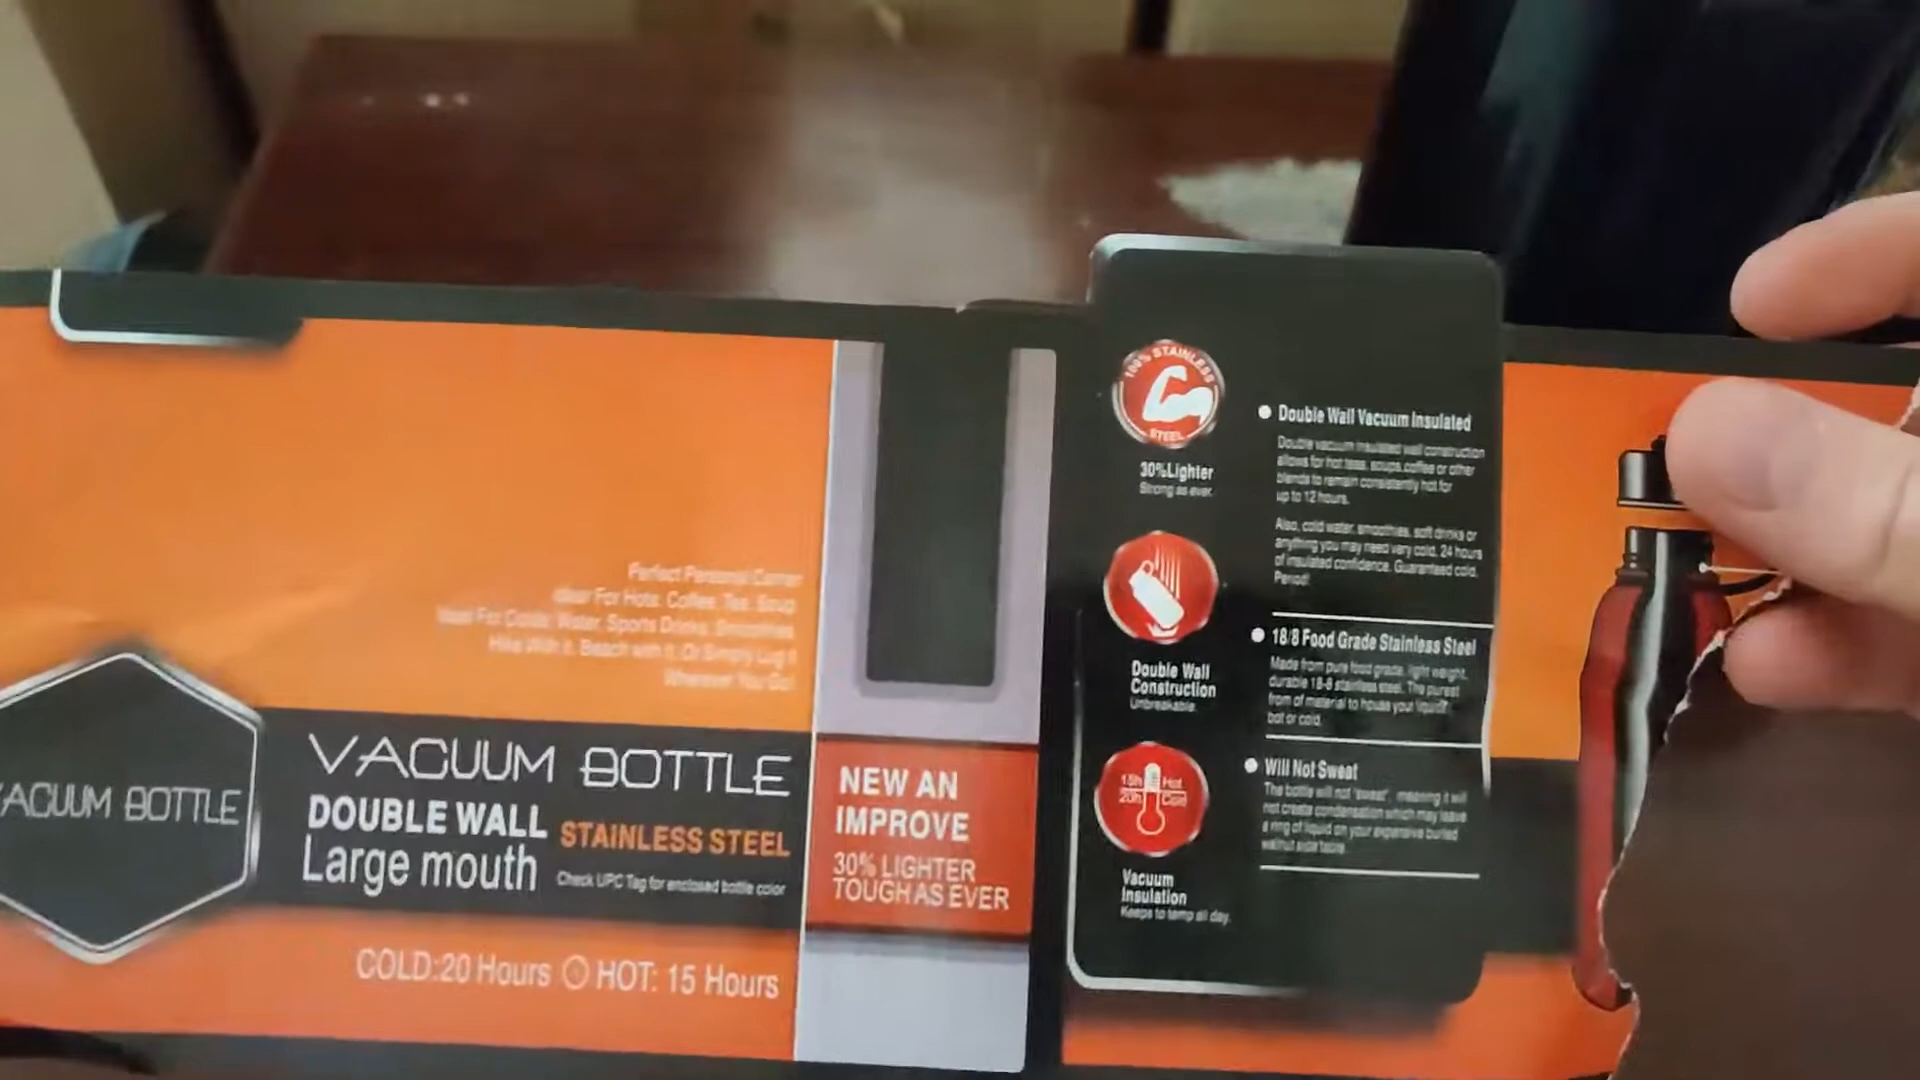 Perfect Personal Carrier
Ideal For Hots: Coffee, Tea, Soup
Ideal For Colds: Water, Sports Drinks, Smoothies
Hike With it, Beach with it, Or Simply Lug it
Wherever You Go!
VACUUM BOTTLE
VACUUM BOTTLE
DOUBLE WALL
STAINLESS STEEL
Large mouth
Check UPC Tag for enclosed bottle color
COLD:20 Hours HOT: 15 Hours
NEW AN
IMPROVE
30% LIGHTER
TOUGH AS EVER
100% STAINLESS
STEEL
30%Lighter
Strong as ever.
Double Wall
Construction
Unbreakable.
15h Hot
20h Cold
Vacuum
Insulation
Keeps to temp all day.
Double Wall Vacuum Insulated
Double vacuum insulated wall construction
allows for hot teas, soups,coffee or other
blends to remain consistently hot for
up to 12 hours.
Also, cold water, smoothies, soft drinks or
anything you may need very cold, 24 hours
of insulated confidence. Guaranteed cold.
Period!
18/8 Food Grade Stainless Steel
Made from pure food grade, light weight,
durable 18-8 stainless steel. The purest
from of material to house your liquid
hot or cold.
Will Not Sweat
The bottle will not "sweat", meaning it will
not create condensation which may leave
a ring of liquid on your expensive burled
walnut side table.